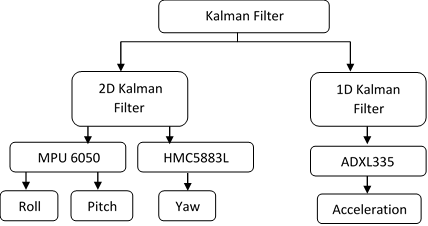 Kalman Filter
2D Kalman
Filter
1D Kalman
Filter
MPU 6050
HMC5883L
ADXL335
Roll
Pitch
Yaw
Acceleration